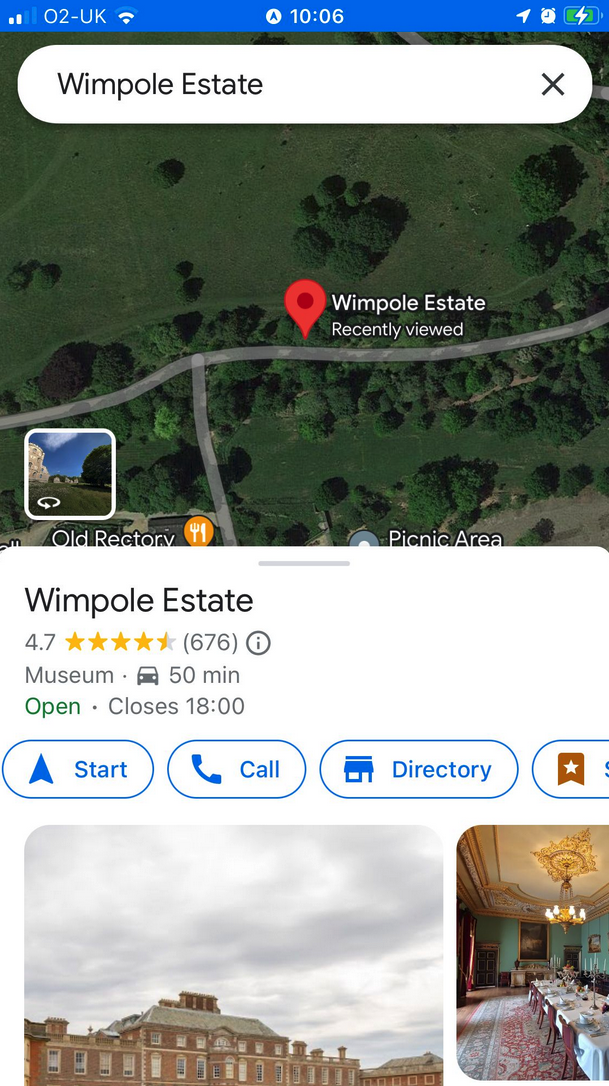 O2-UK 10:06
Wimpole Estate
Wimpole Estate
Recently viewed
Old Rectory
Picnic Area
Wimpole Estate
4.7 (676)
Museum · 50 min
Open · Closes 18:00
Start Call Directory